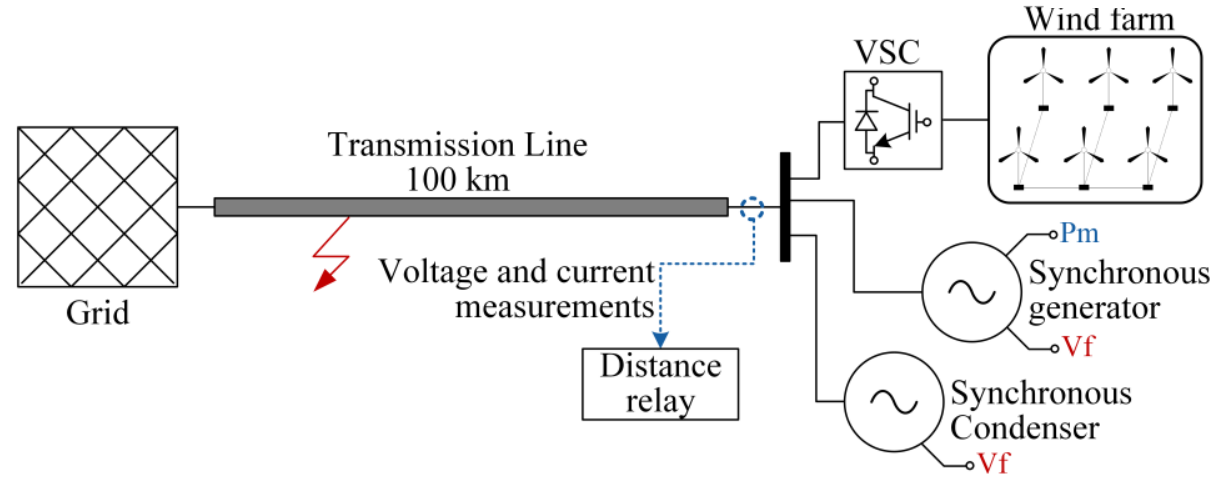 Wind farm
VSC
Transmission Line
100 km
Pm
Voltage and current
measurements
Synchronous
generator
Grid
Vf
Distance
relay
Synchronous
Condenser
Vf